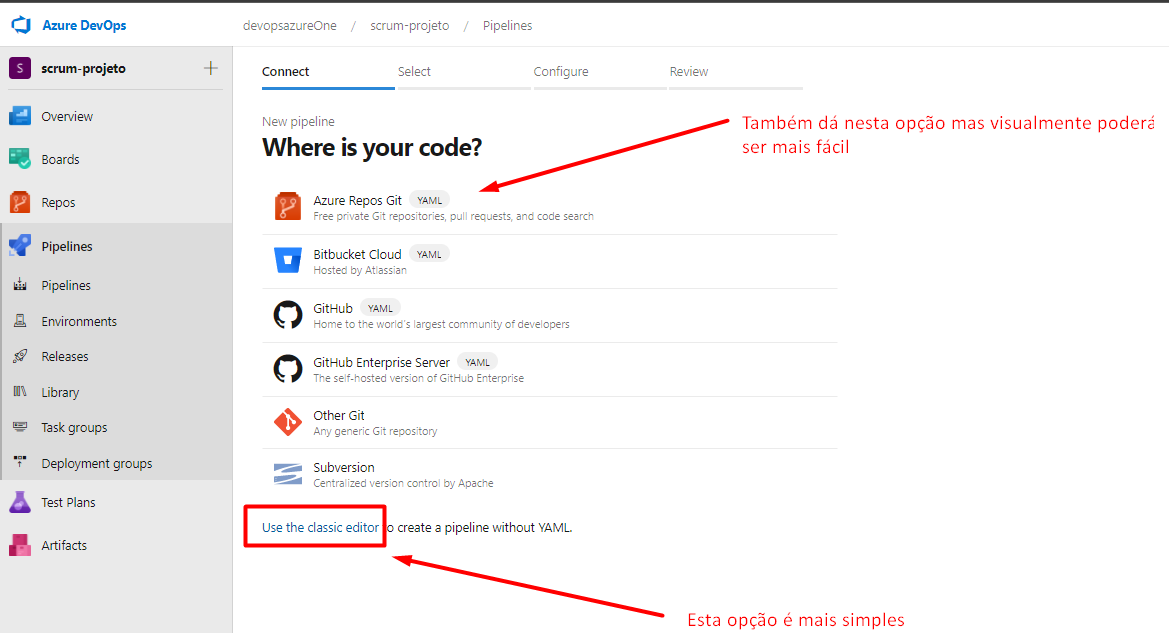 Azure DevOps
devopsazureOne / scrum-projeto / Pipelines
S scrum-projeto +
Overview
Boards
Repos
Pipelines
Pipelines
Environments
Releases
Library
Task groups
Deployment groups
Test Plans
Artifacts
Connect Select Configure Review
New pipeline
Where is your code?
Também dá nesta opção mas visualmente poderá
ser mais fácil
Azure Repos Git YAML
Free private Git repositories, pull requests, and code search
Bitbucket Cloud YAML
Hosted by Atlassian
GitHub YAML
Home to the world's largest community of developers
GitHub Enterprise Server YAML
The self-hosted version of GitHub Enterprise
Other Git
Any generic Git repository
Subversion
Centralized version control by Apache
Use the classic editor to create a pipeline without YAML.
Esta opção é mais simples